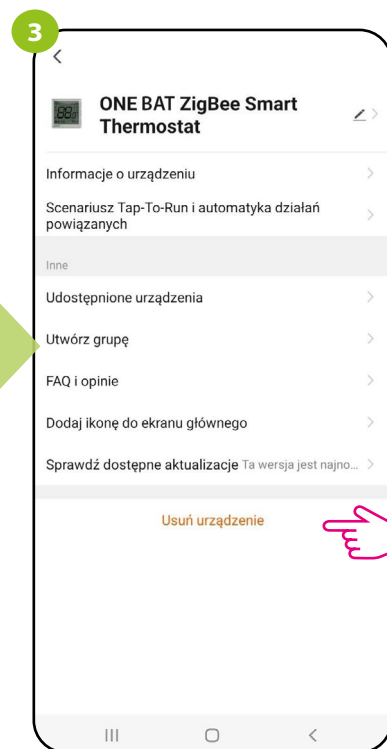 3
ONE BAT ZigBee Smart
Thermostat
Informacje o urządzeniu
Scenariusz Tap-To-Run i automatyka działań
powiązanych
Inne
Udostępnione urządzenia
Utwórz grupę
FAQ i opinie
Dodaj ikonę do ekranu głównego
Sprawdź dostępne aktualizacje Ta wersja jest najno...
Usuń urządzenie